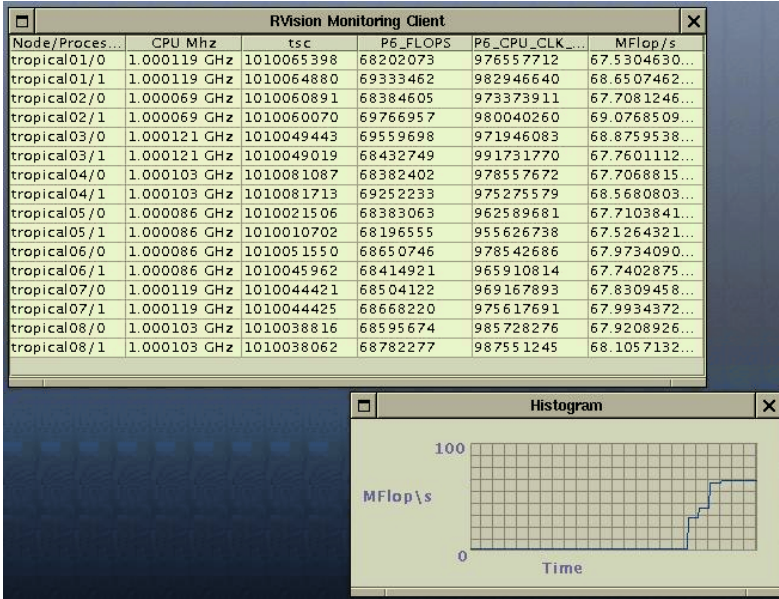 RVision Monitoring Client
Node/Proces... CPU Mhz tsc P6_FLOPS P6_CPU_CLK_... MFlop/s
tropical01/0 1.000119 GHz 1010065398 68202073 976557712 67.5304630...
tropical01/1 1.000119 GHz 1010064880 69333462 982946640 68.6507462...
tropical02/0 1.000069 GHz 1010060891 68384605 973373911 67.7081246...
tropical02/1 1.000069 GHz 1010060070 69766957 980040260 69.0768509...
tropical03/0 1.000121 GHz 1010049443 69559698 971946083 68.8759538...
tropical03/1 1.000121 GHz 1010049019 68432749 991731770 67.7601112...
tropical04/0 1.000103 GHz 1010081087 68382402 978557672 67.7068815...
tropical04/1 1.000103 GHz 1010081713 69252233 975275579 68.5680803...
tropical05/0 1.000086 GHz 1010021506 68383063 962589681 67.7103841...
tropical05/1 1.000086 GHz 1010010702 68196555 955626738 67.5264321...
tropical06/0 1.000086 GHz 1010051550 68650746 978542686 67.9734090...
tropical06/1 1.000086 GHz 1010045962 68414921 965910814 67.7402875...
tropical07/0 1.000119 GHz 1010044421 68504122 969167893 67.8309458...
tropical07/1 1.000119 GHz 1010044425 68668220 975617691 67.9934372...
tropical08/0 1.000103 GHz 1010038816 68595674 985728276 67.9208926...
tropical08/1 1.000103 GHz 1010038062 68782277 987551245 68.1057132...
Histogram
100
MFlop\s
0
Time